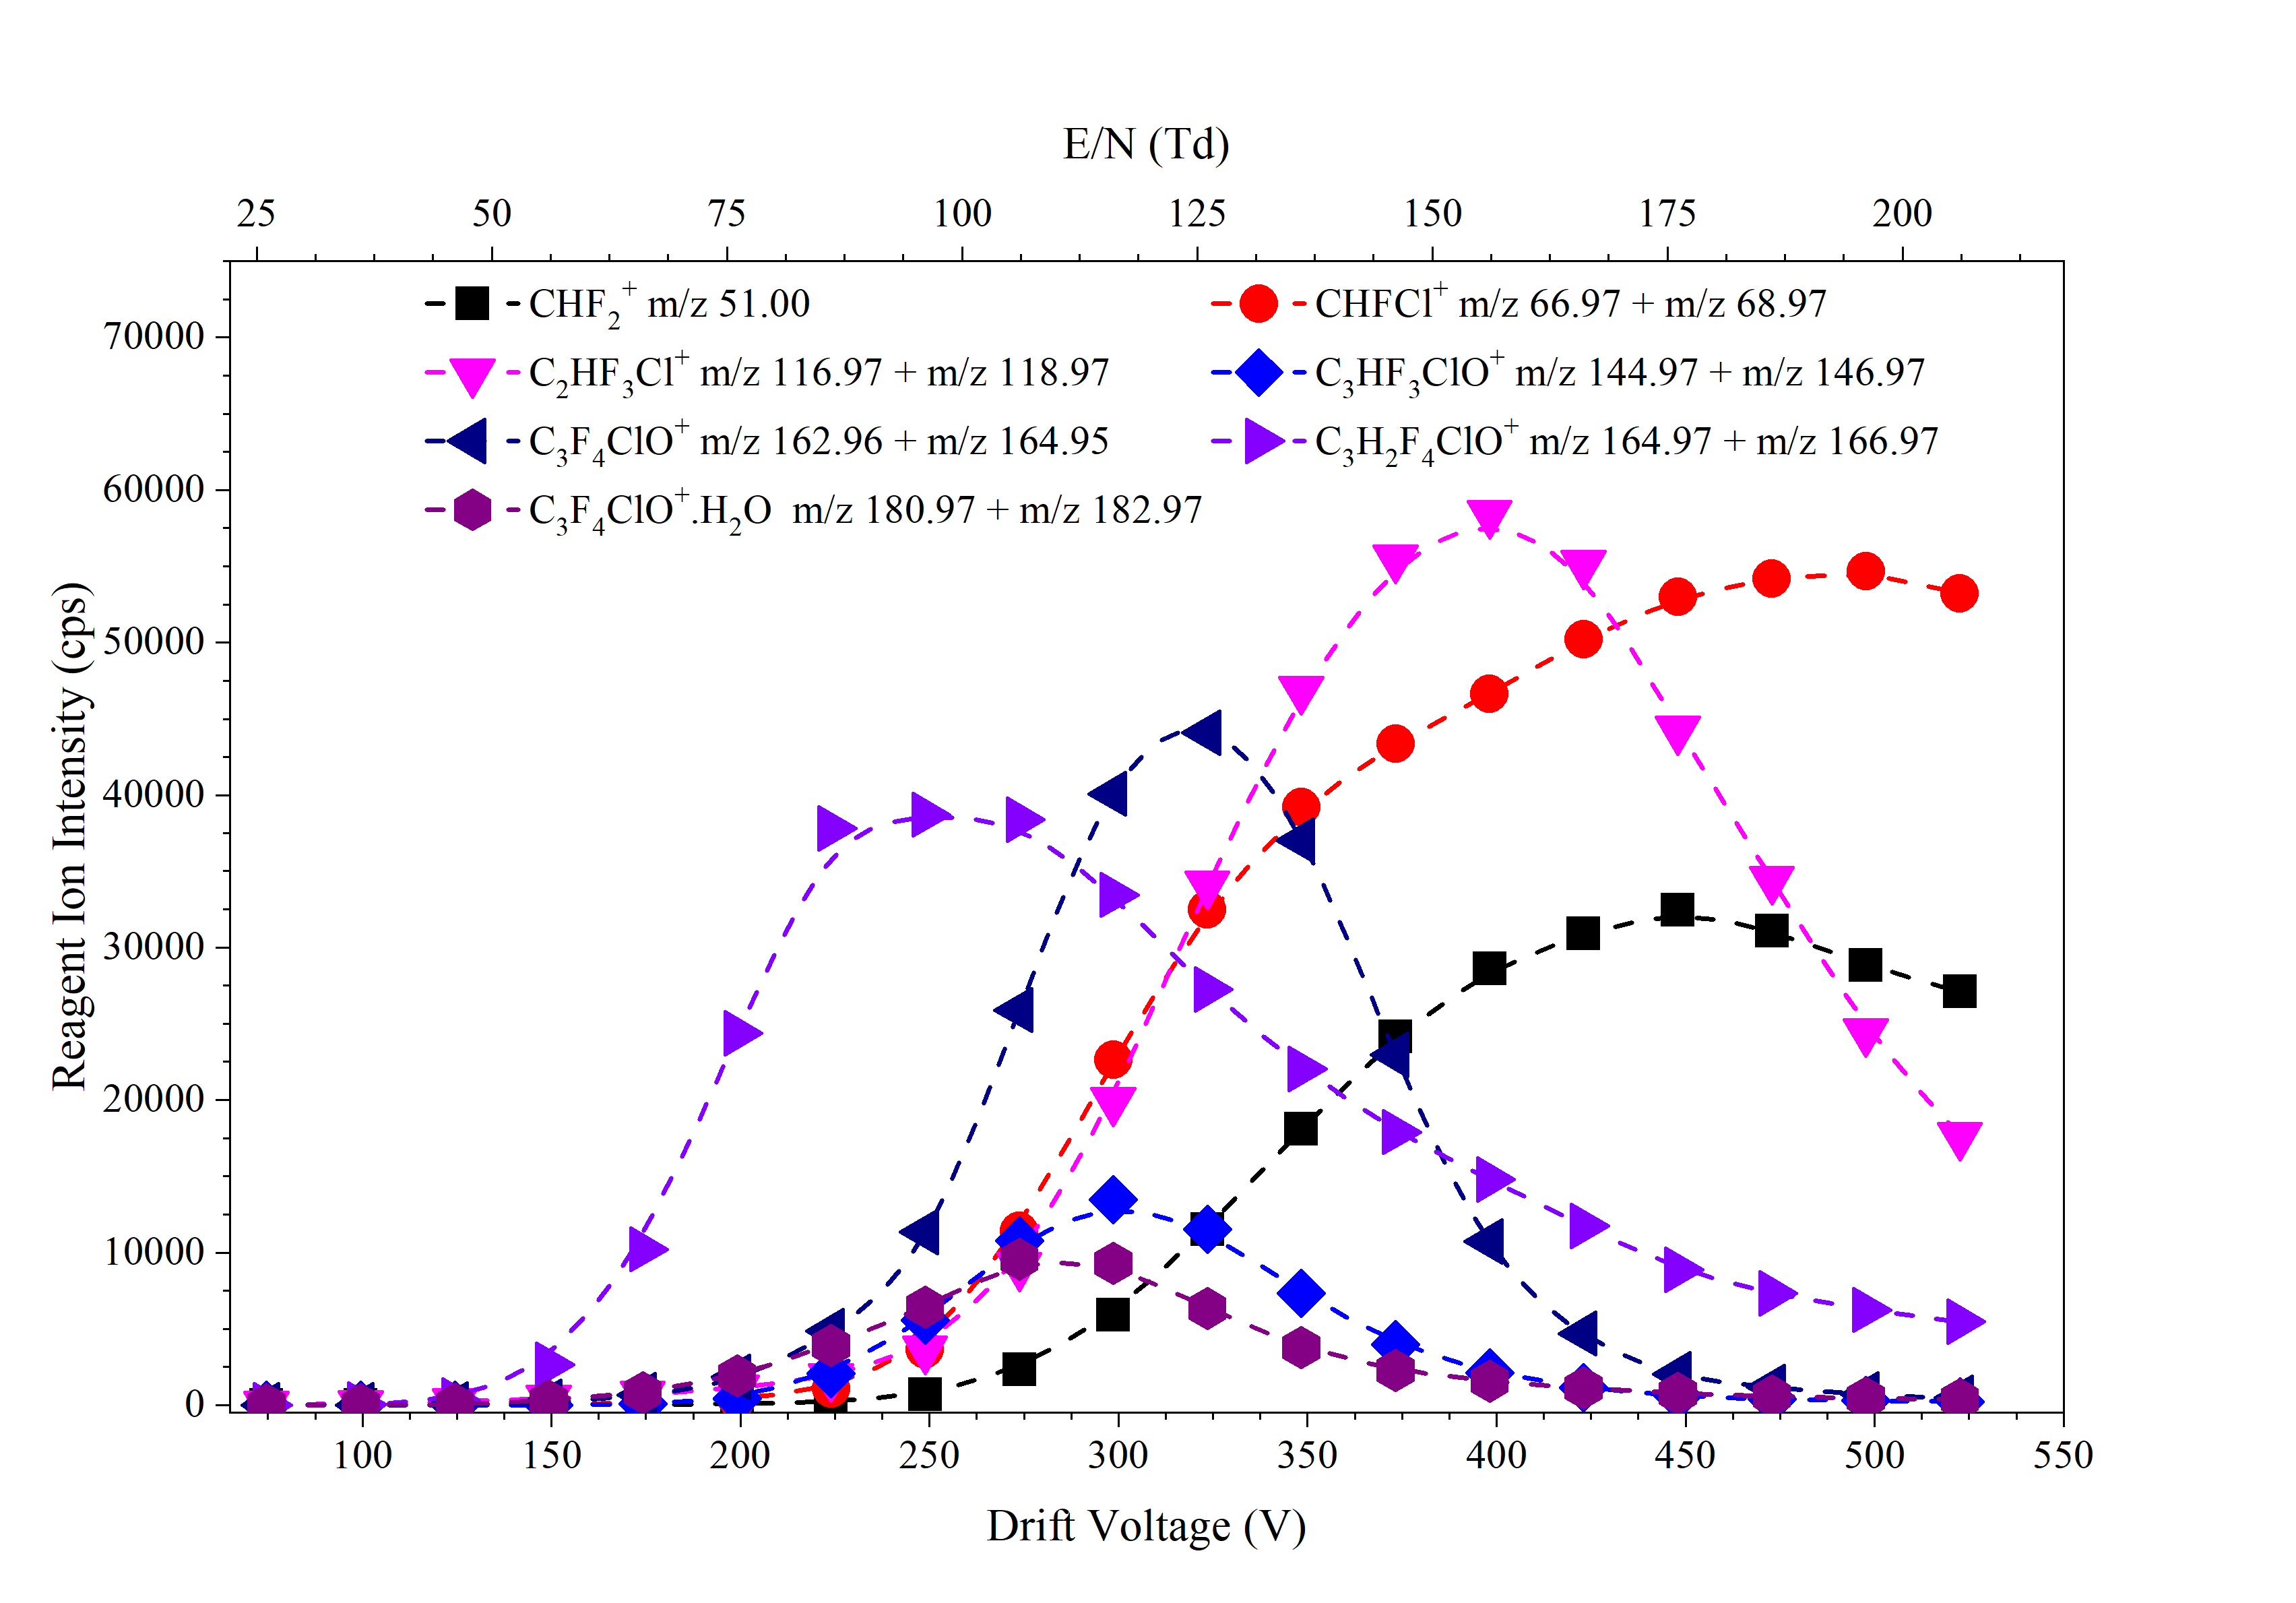 E/N (Td)
25 50 75 100 125 150 175 200
CHF₂⁺ m/z 51.00
CHFCl⁺ m/z 66.97 + m/z 68.97
C₂HF₃Cl⁺ m/z 116.97 + m/z 118.97
C₃HF₃ClO⁺ m/z 144.97 + m/z 146.97
C₃F₄ClO⁺ m/z 162.96 + m/z 164.95
C₃H₂F₄ClO⁺ m/z 164.97 + m/z 166.97
C₃F₄ClO⁺.H₂O m/z 180.97 + m/z 182.97
Reagent Ion Intensity (cps)
70000
60000
50000
40000
30000
20000
10000
0
100 150 200 250 300 350 400 450 500 550
Drift Voltage (V)